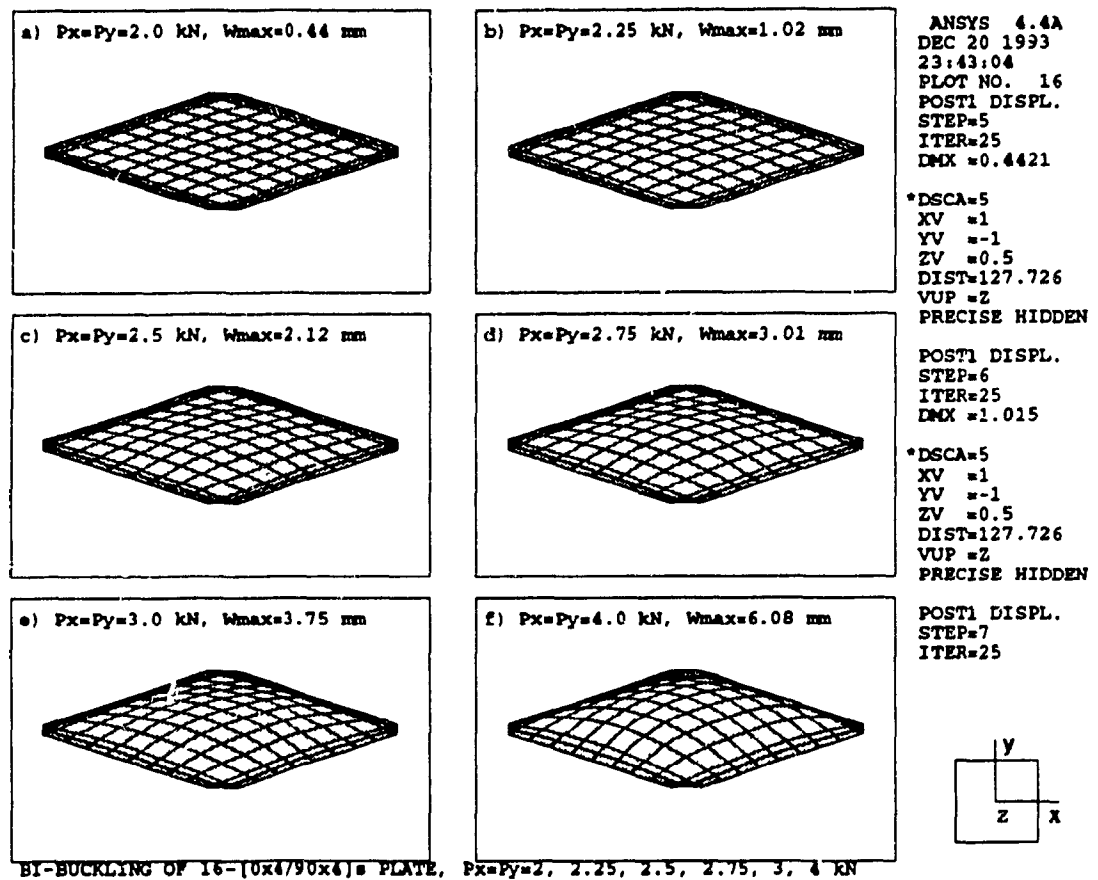 a) Px=Py=2.0 kN, Wmax=0.44 mm
b) Px=Py=2.25 kN, Wmax=1.02 mm
c) Px=Py=2.5 kN, Wmax=2.12 mm
d) Px=Py=2.75 kN, Wmax=3.01 mm
e) Px=Py=3.0 kN, Wmax=3.75 mm
f) Px=Py=4.0 kN, Wmax=6.08 mm
BI-BUCKLING OF 16-[0x4/90x4]s PLATE, Px=Py=2, 2.25, 2.5, 2.75, 3, 4 kN
ANSYS 4.4A
DEC 20 1993
23:43:04
PLOT NO. 16
POST1 DISPL.
STEP=5
ITER=25
DMX =0.4421
*DSCA=5
XV =1
YV =-1
ZV =0.5
DIST=127.726
VUP =Z
PRECISE HIDDEN
POST1 DISPL.
STEP=6
ITER=25
DMX =1.015
*DSCA=5
XV =1
YV =-1
ZV =0.5
DIST=127.726
VUP =Z
PRECISE HIDDEN
POST1 DISPL.
STEP=7
ITER=25
Y
Z X